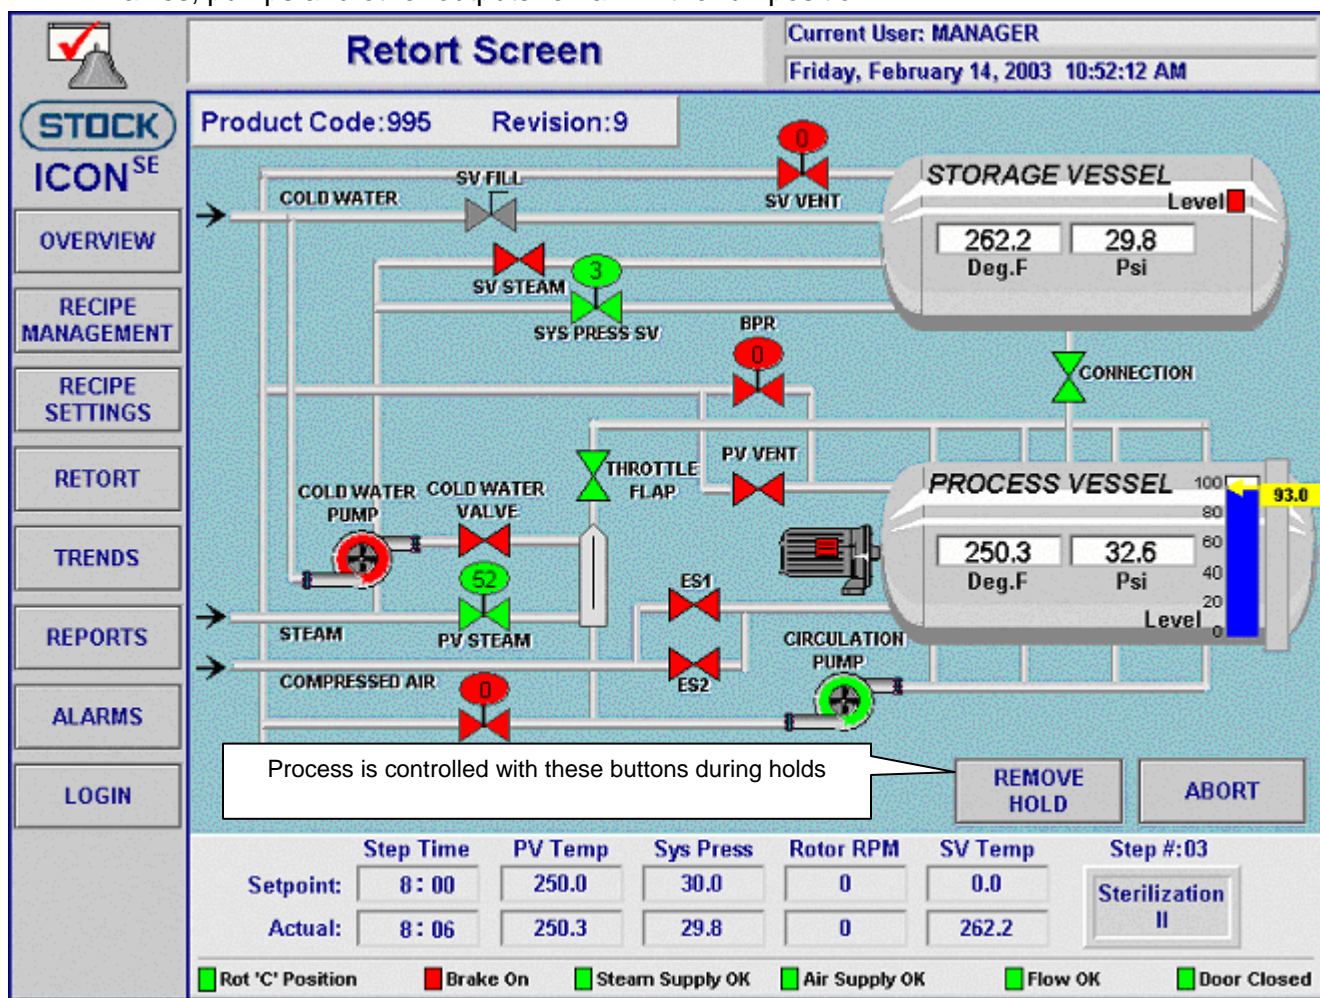 Retort Screen
Current User: MANAGER
Friday, February 14, 2003 10:52:12 AM
STOCK
ICON SE
OVERVIEW
RECIPE
MANAGEMENT
RECIPE
SETTINGS
RETORT
TRENDS
REPORTS
ALARMS
LOGIN
Product Code:995 Revision:9
0
SV VENT
COLD WATER
SV FILL
SV STEAM
3
SYS PRESS SV
STORAGE VESSEL
Level
262.2 29.8
Deg.F Psi
BPR
0
CONNECTION
THROTTLE
FLAP
PV VENT
COLD WATER
PUMP
COLD WATER
VALVE
52
PV STEAM
STEAM
COMPRESSED AIR
0
ES1
ES2
CIRCULATION
PUMP
PROCESS VESSEL
250.3 32.6
Deg.F Psi
Level
100
80
60
40
20
0
93.0
Process is controlled with these buttons during holds
REMOVE
HOLD
ABORT
Step Time PV Temp Sys Press Rotor RPM SV Temp Step #:03
Setpoint: 8: 00 250.0 30.0 0 0.0
Actual: 8: 06 250.3 29.8 0 262.2
Sterilization
II
Rot 'C' Position Brake On Steam Supply OK Air Supply OK Flow OK Door Closed